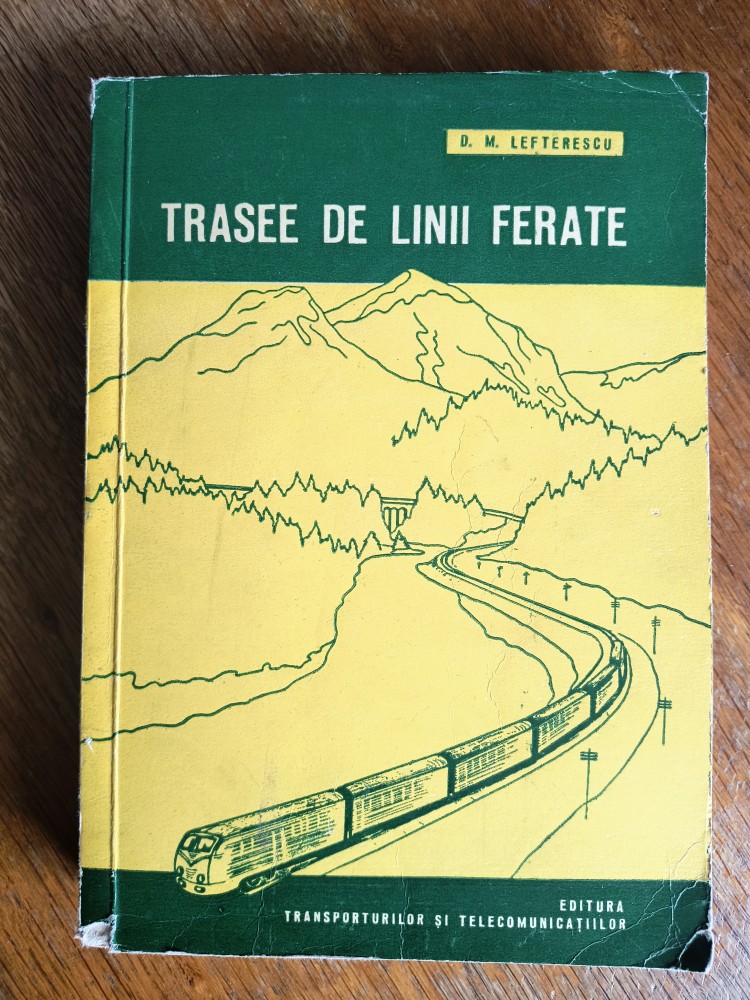 D. M. LEFTERESCU
TRASEE DE LINII FERATE
EDITURA
TRANSPORTURILOR ȘI TELECOMUNICAȚIILOR